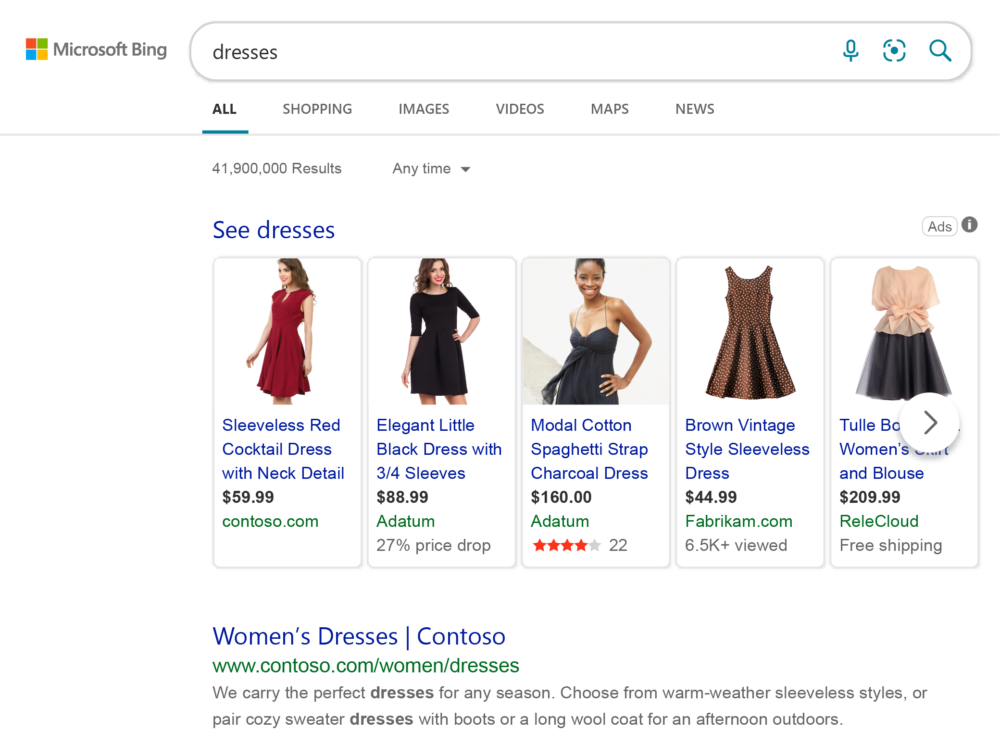 Microsoft Bing
dresses
ALL SHOPPING IMAGES VIDEOS MAPS NEWS
41,900,000 Results Any time
See dresses
Ads
Sleeveless Red
Cocktail Dress
with Neck Detail
$59.99
contoso.com
Elegant Little
Black Dress with
3/4 Sleeves
$88.99
Adatum
27% price drop
Modal Cotton
Spaghetti Strap
Charcoal Dress
$160.00
Adatum
22
Brown Vintage
Style Sleeveless
Dress
$44.99
Fabrikam.com
6.5K+ viewed
Tulle
Women’s Skirt
and Blouse
$209.99
ReleCloud
Free shipping
Women’s Dresses | Contoso
www.contoso.com/women/dresses
We carry the perfect dresses for any season. Choose from warm-weather sleeveless styles, or
pair cozy sweater dresses with boots or a long wool coat for an afternoon outdoors.